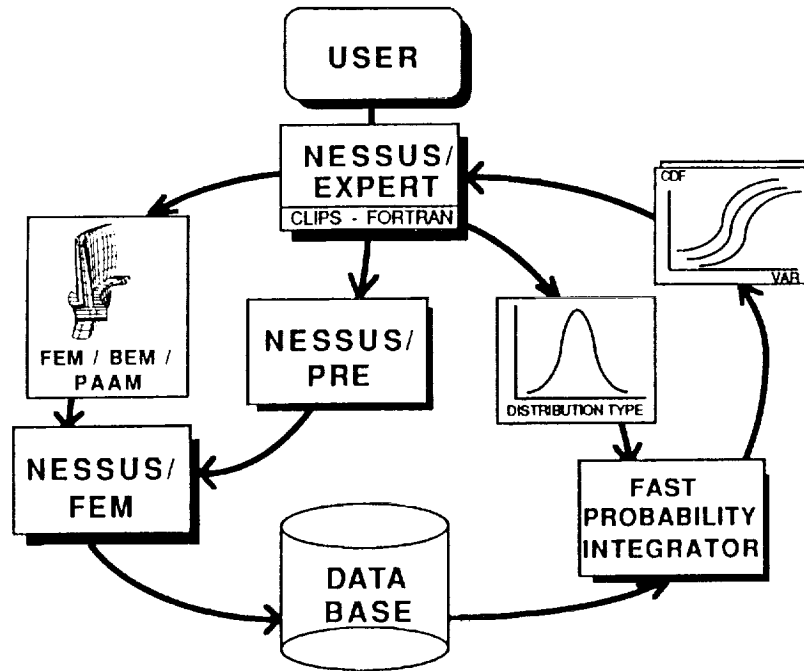 USER
NESSUS/
EXPERT
CLIPS - FORTRAN
CDF
VAR
FEM / BEM /
PAAM
NESSUS/
PRE
DISTRIBUTION TYPE
NESSUS/
FEM
FAST
PROBABILITY
INTEGRATOR
DATA
BASE